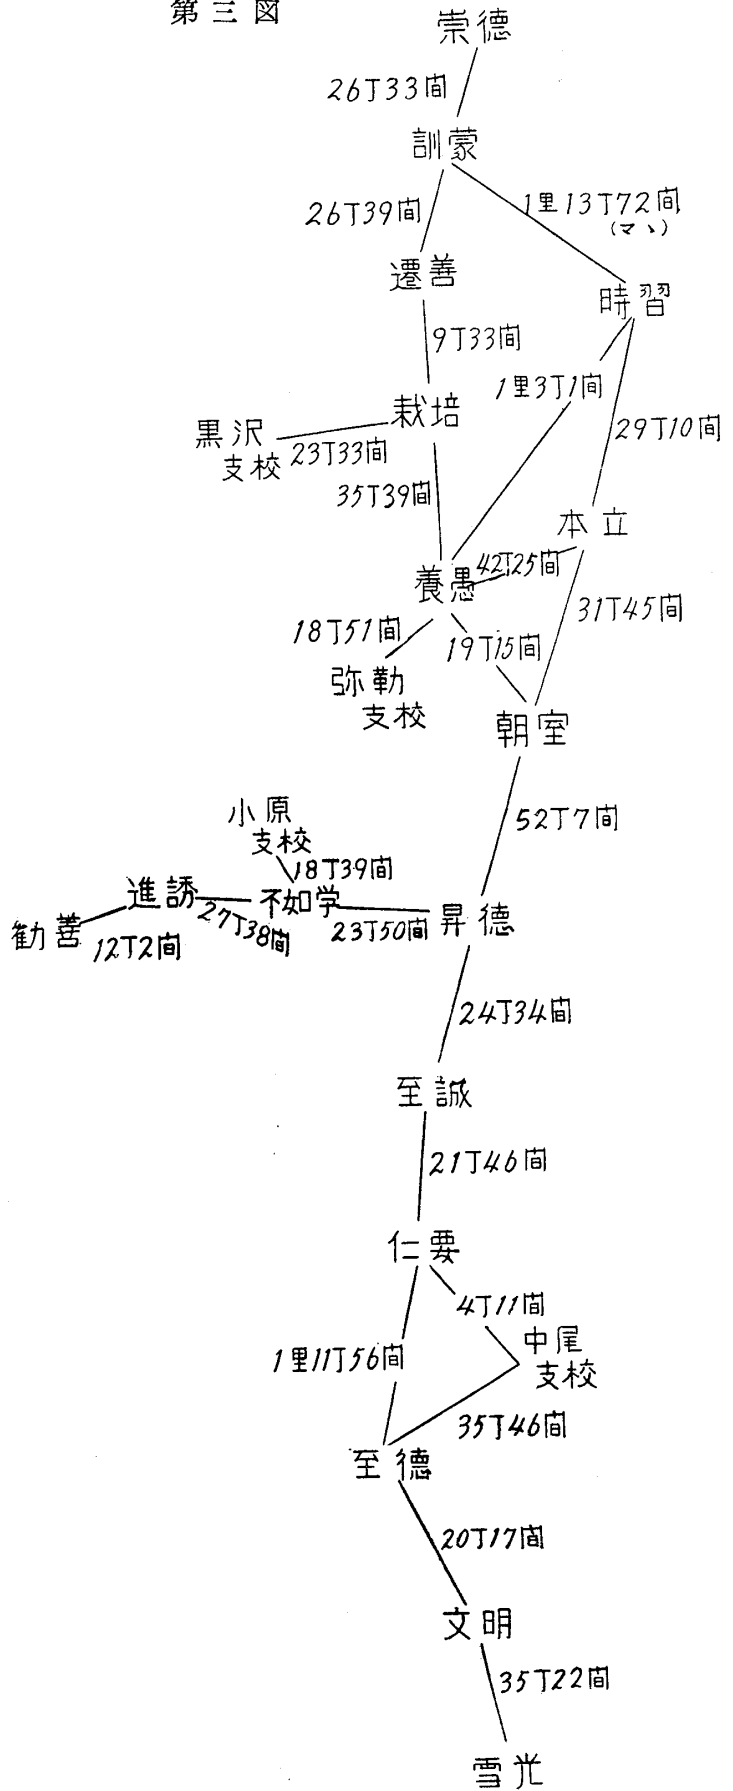 第三図
崇德
26丁33間
訓蒙
26丁39間
1里13丁72間
(マヽ)
遷善
時習
9丁33間
1里3丁1間
栽培
黒沢
支校
23丁33間
29丁10間
35丁39間
本立
養愚
42丁25間
18丁51間
19丁15間
31丁45間
弥勒
支校
朝室
52丁7間
小原
支校
18丁39間
進誘
不如学
勧善
12丁2間
27丁38間
23丁50間
昇徳
24丁34間
至誠
21丁46間
仁要
4丁11間
中尾
支校
1里11丁56間
35丁46間
至德
20丁17間
文明
35丁22間
雪光